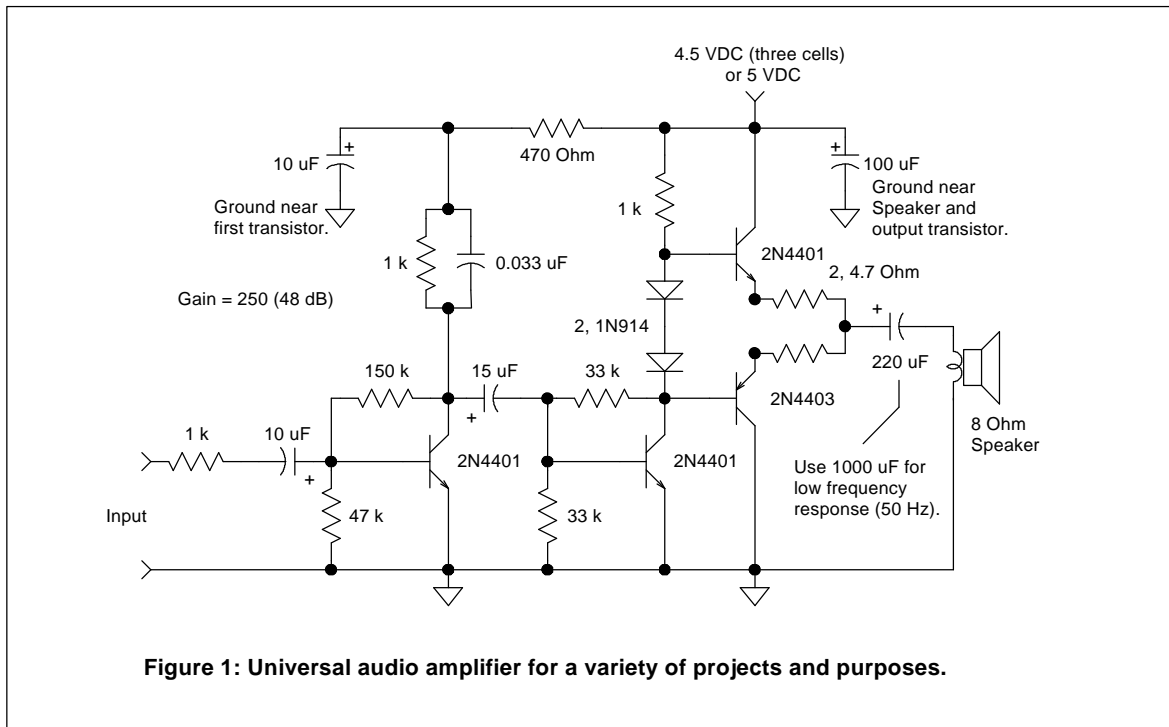 4.5 VDC (three cells)
or 5 VDC
10 uF
+
470 Ohm
+
100 uF
Ground near
first transistor.
Ground near
Speaker and
output transistor.
1 k
1 k
0.033 uF
2N4401
2, 4.7 Ohm
Gain = 250 (48 dB)
2, 1N914
+
220 uF
150 k
15 uF
+
33 k
2N4403
8 Ohm
Speaker
1 k
10 uF
+
2N4401
2N4401
Use 1000 uF for
low frequency
response (50 Hz).
Input
47 k
33 k
Figure 1: Universal audio amplifier for a variety of projects and purposes.